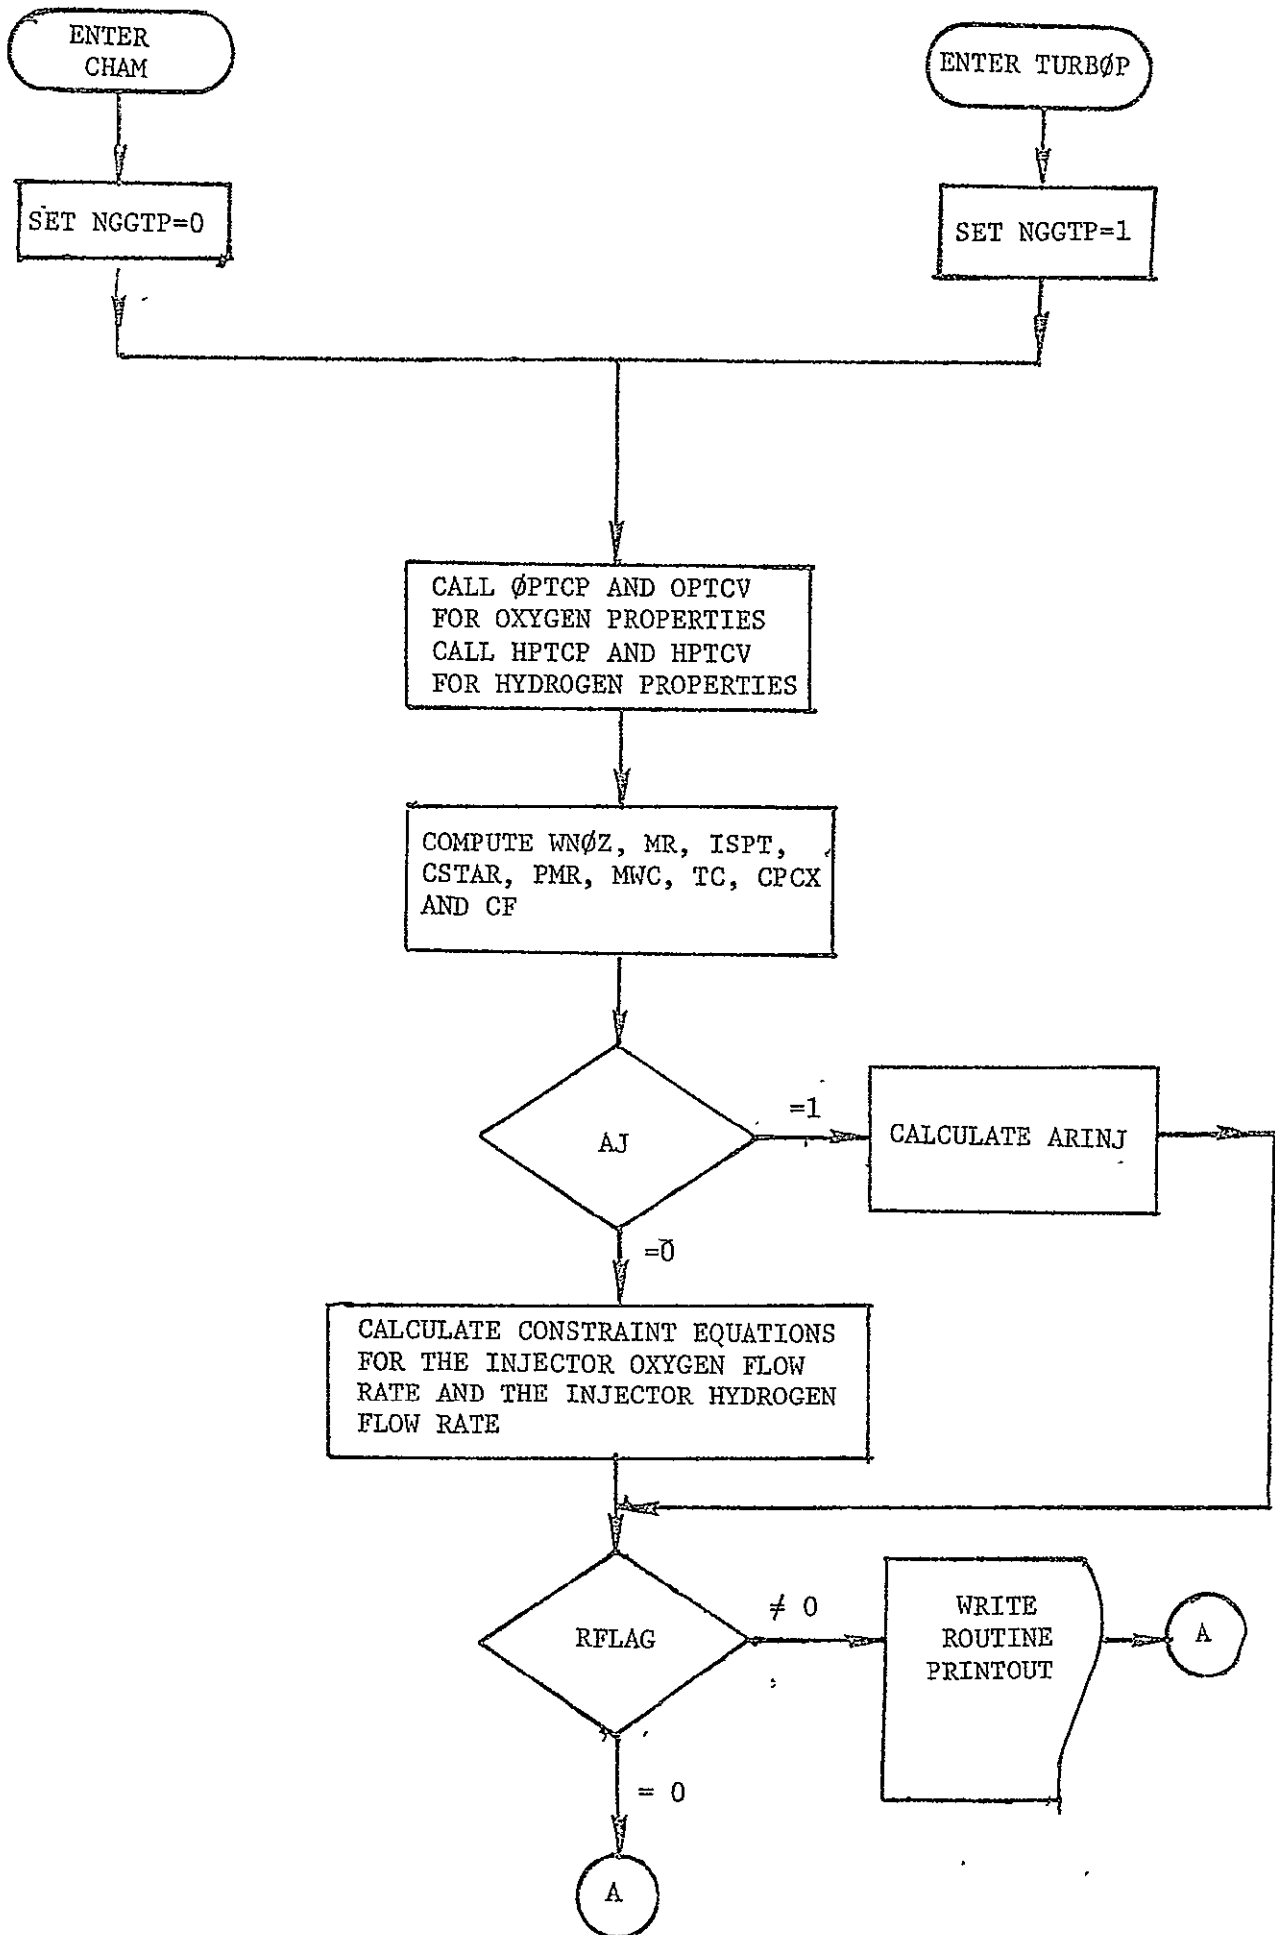 ENTER
CHAM
ENTER TURBØP
SET NGGTP=0
SET NGGTP=1
CALL ØPTCP AND OPTCV
FOR OXYGEN PROPERTIES
CALL HPTCP AND HPTCV
FOR HYDROGEN PROPERTIES
COMPUTE WNØZ, MR, ISPT,
CSTAR, PMR, MWC, TC, CPCX
AND CF
AJ
=1
CALCULATE ARINJ
=0
CALCULATE CONSTRAINT EQUATIONS
FOR THE INJECTOR OXYGEN FLOW
RATE AND THE INJECTOR HYDROGEN
FLOW RATE
RFLAG
≠ 0
WRITE
ROUTINE
PRINTOUT
A
= 0
A